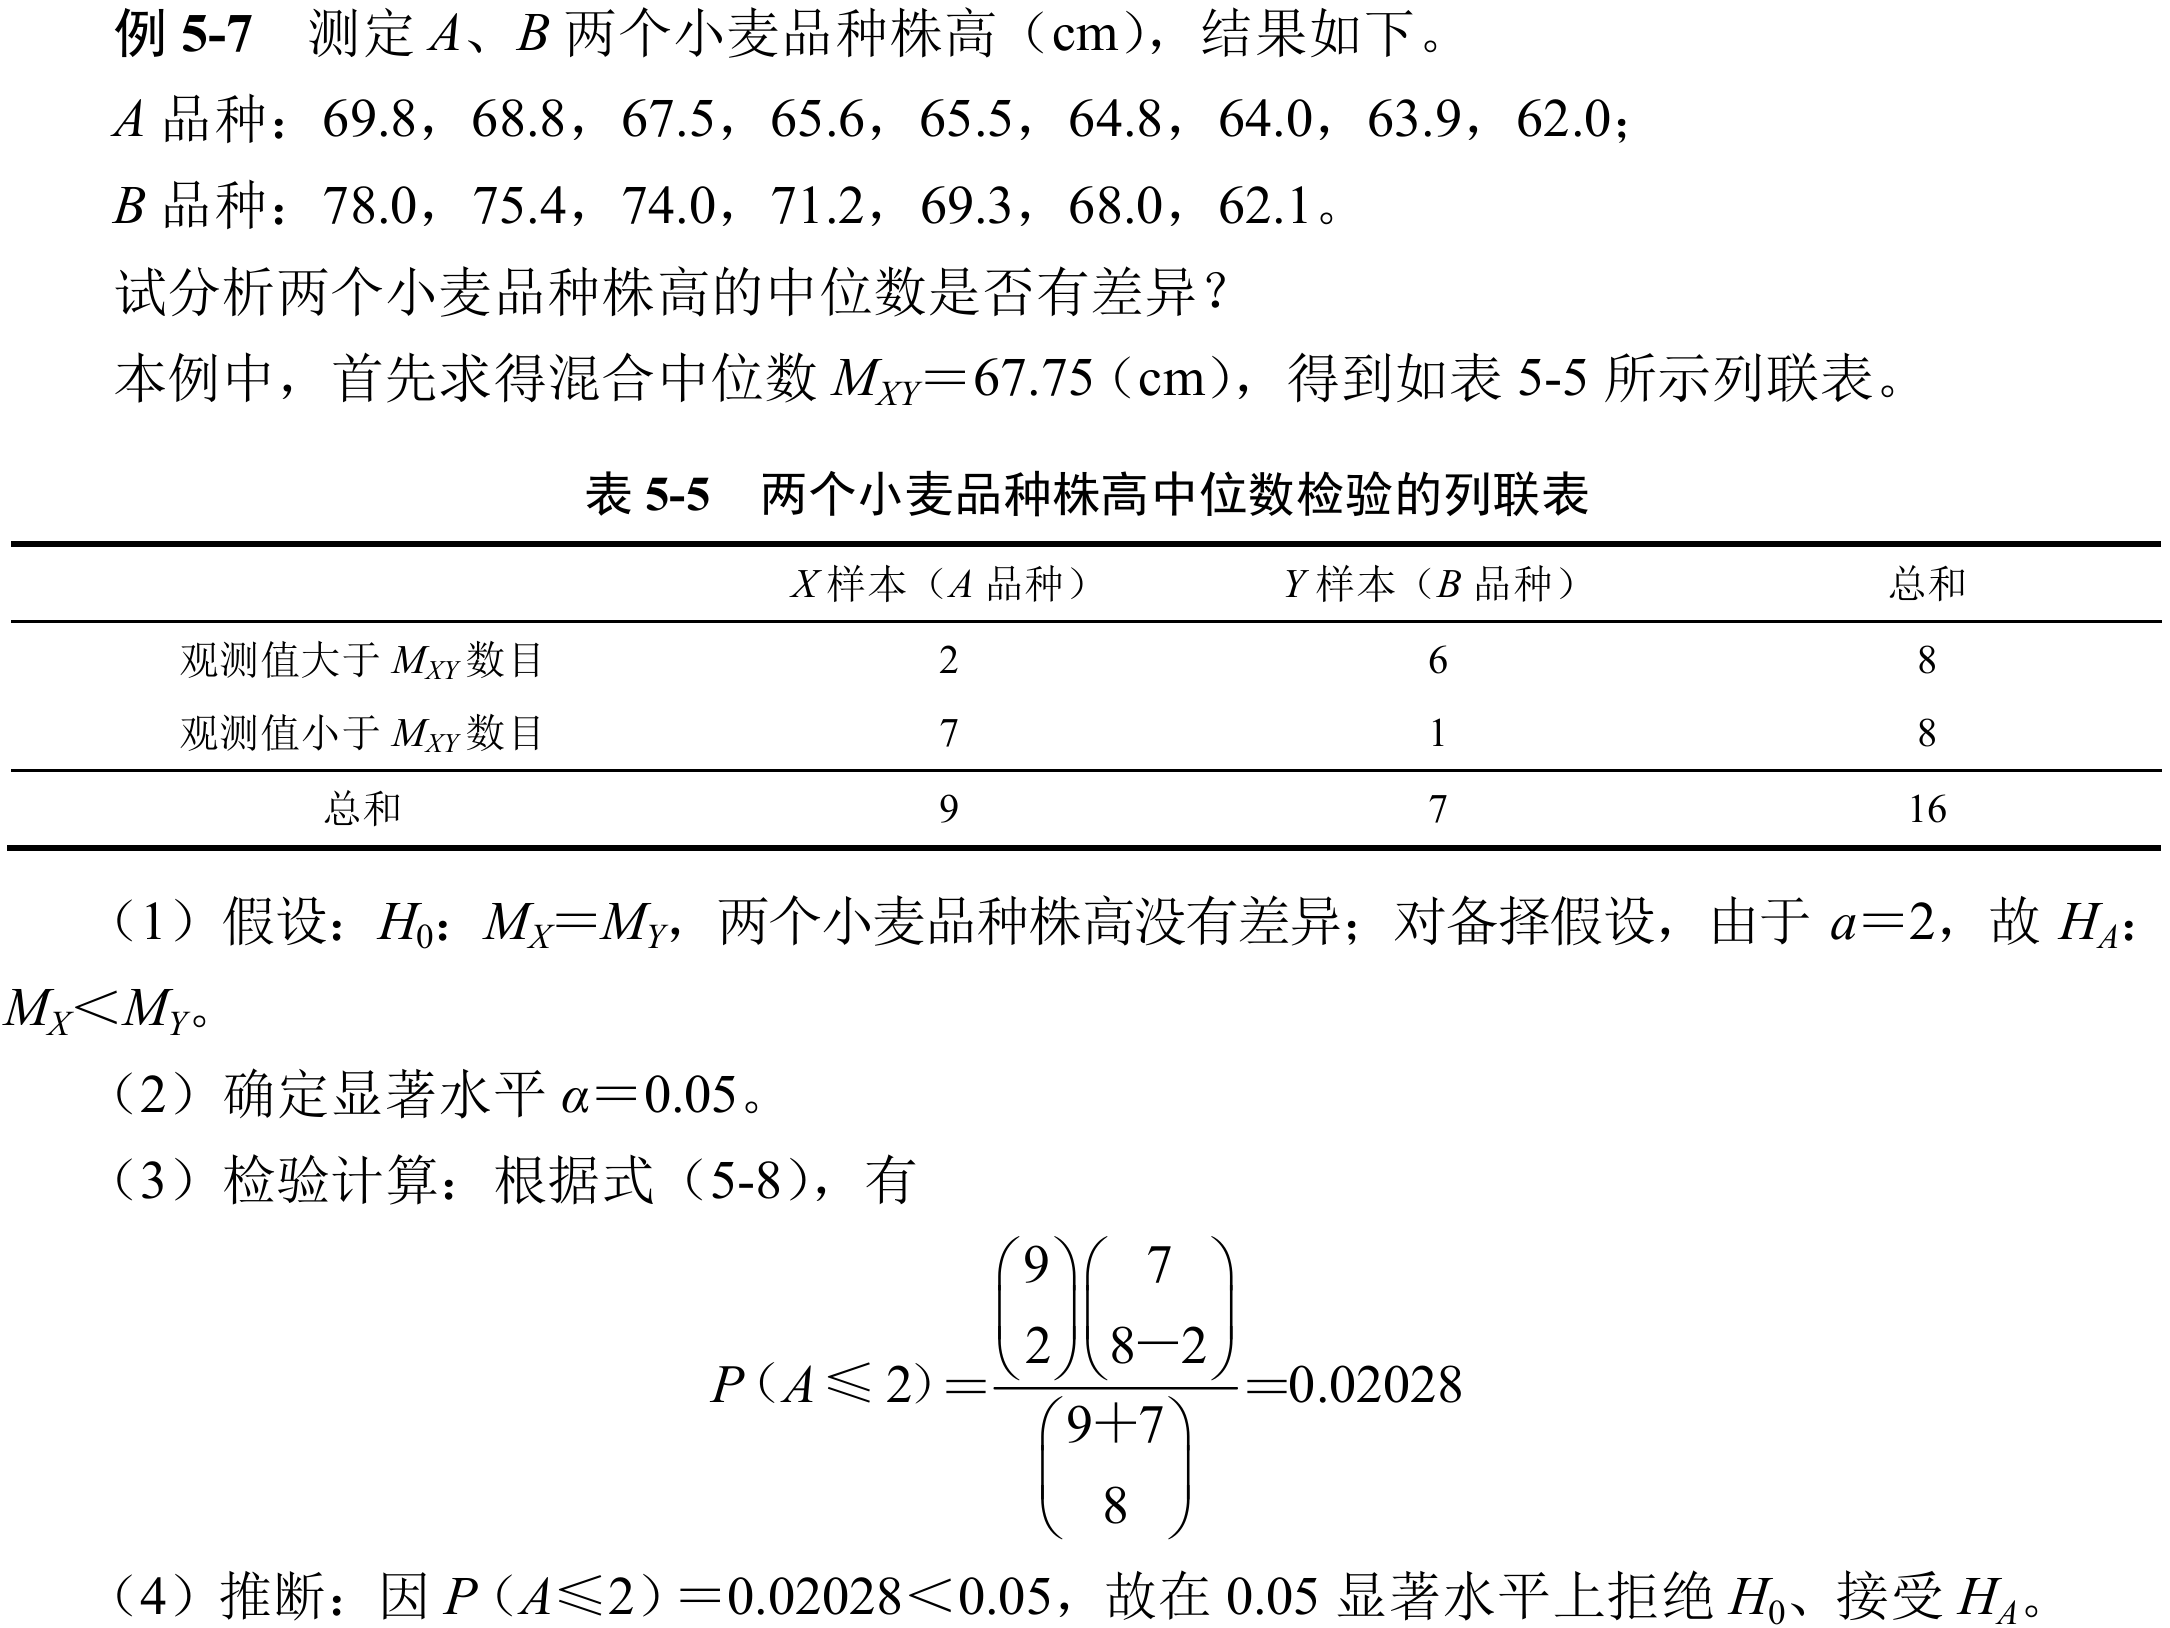 例 5-7 测定 A、B 两个小麦品种株高（cm），结果如下。
A 品种：69.8，68.8，67.5，65.6，65.5，64.8，64.0，63.9，62.0；
B 品种：78.0，75.4，74.0，71.2，69.3，68.0，62.1。
试分析两个小麦品种株高的中位数是否有差异？
本例中，首先求得混合中位数 M_{XY}＝67.75（cm），得到如表 5-5 所示列联表。
表 5-5 两个小麦品种株高中位数检验的列联表
X 样本（A 品种） Y 样本（B 品种） 总和
观测值大于 M_{XY} 数目 2 6 8
观测值小于 M_{XY} 数目 7 1 8
总和 9 7 16
（1）假设：H_0：M_X＝M_Y，两个小麦品种株高没有差异；对备择假设，由于 a＝2，故 H_A：
M_X＜M_Y。
（2）确定显著水平 α＝0.05。
（3）检验计算：根据式（5-8），有
P（A≤2）＝\frac{\binom{9}{2}\binom{7}{8－2}}{\binom{9＋7}{8}}＝0.02028
（4）推断：因 P（A≤2）＝0.02028＜0.05，故在 0.05 显著水平上拒绝 H_0、接受 H_A。